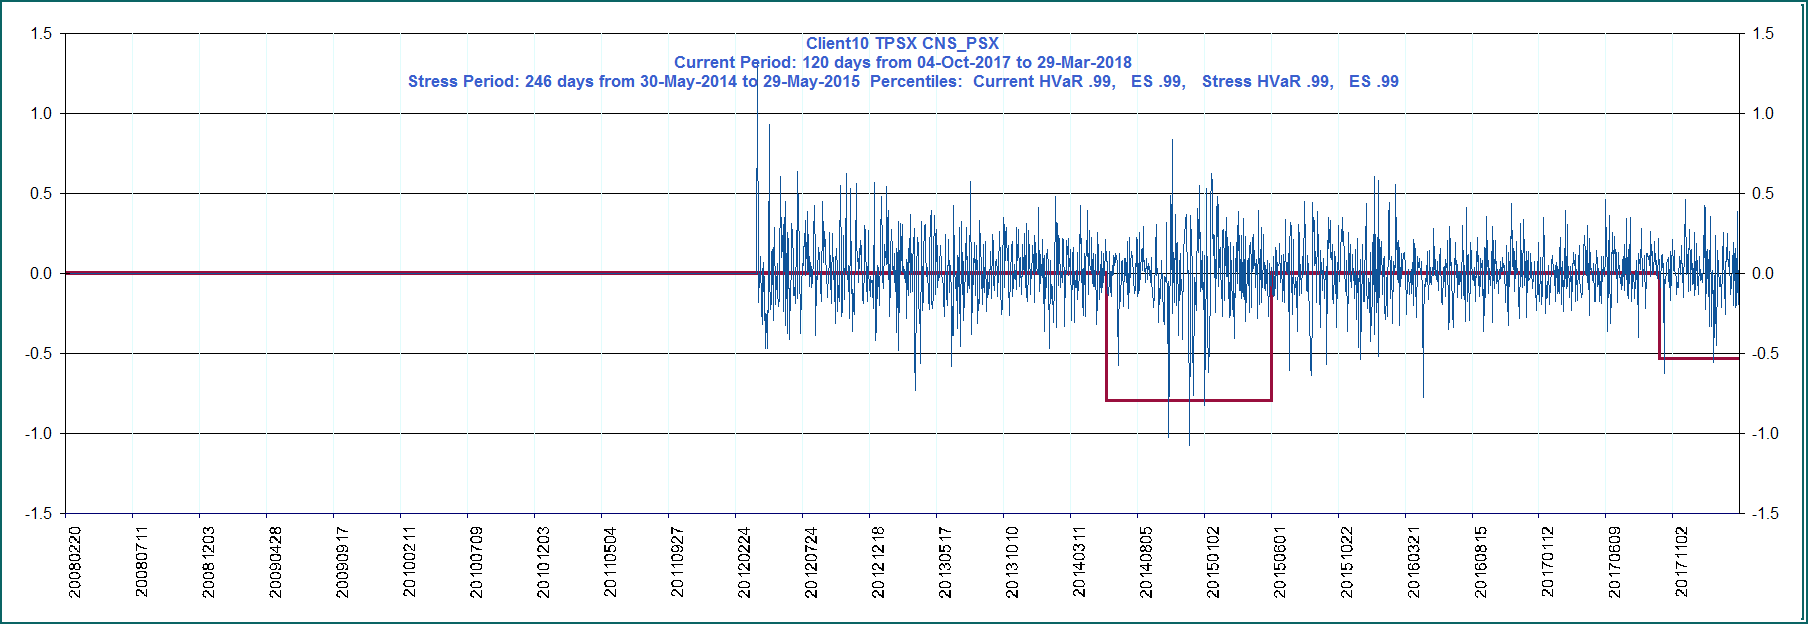 Client10 TPSX CNS_PSX
Current Period: 120 days from 04-Oct-2017 to 29-Mar-2018
Stress Period: 246 days from 30-May-2014 to 29-May-2015  Percentiles:  Current HVaR .99,   ES .99,   Stress HVaR .99,   ES .99
1.5 1.5
1.0 1.0
0.5 0.5
0.0 0.0
-0.5 -0.5
-1.0 -1.0
-1.5 -1.5
20080220 20080711 20081203 20090428 20090917 20100211 20100709 20101203 20110504 20110927 20120224 20120724 20121218 20130517 20131010 20140311 20140805 20150102 20150601 20151022 20160321 20160815 20170112 20170609 20171102